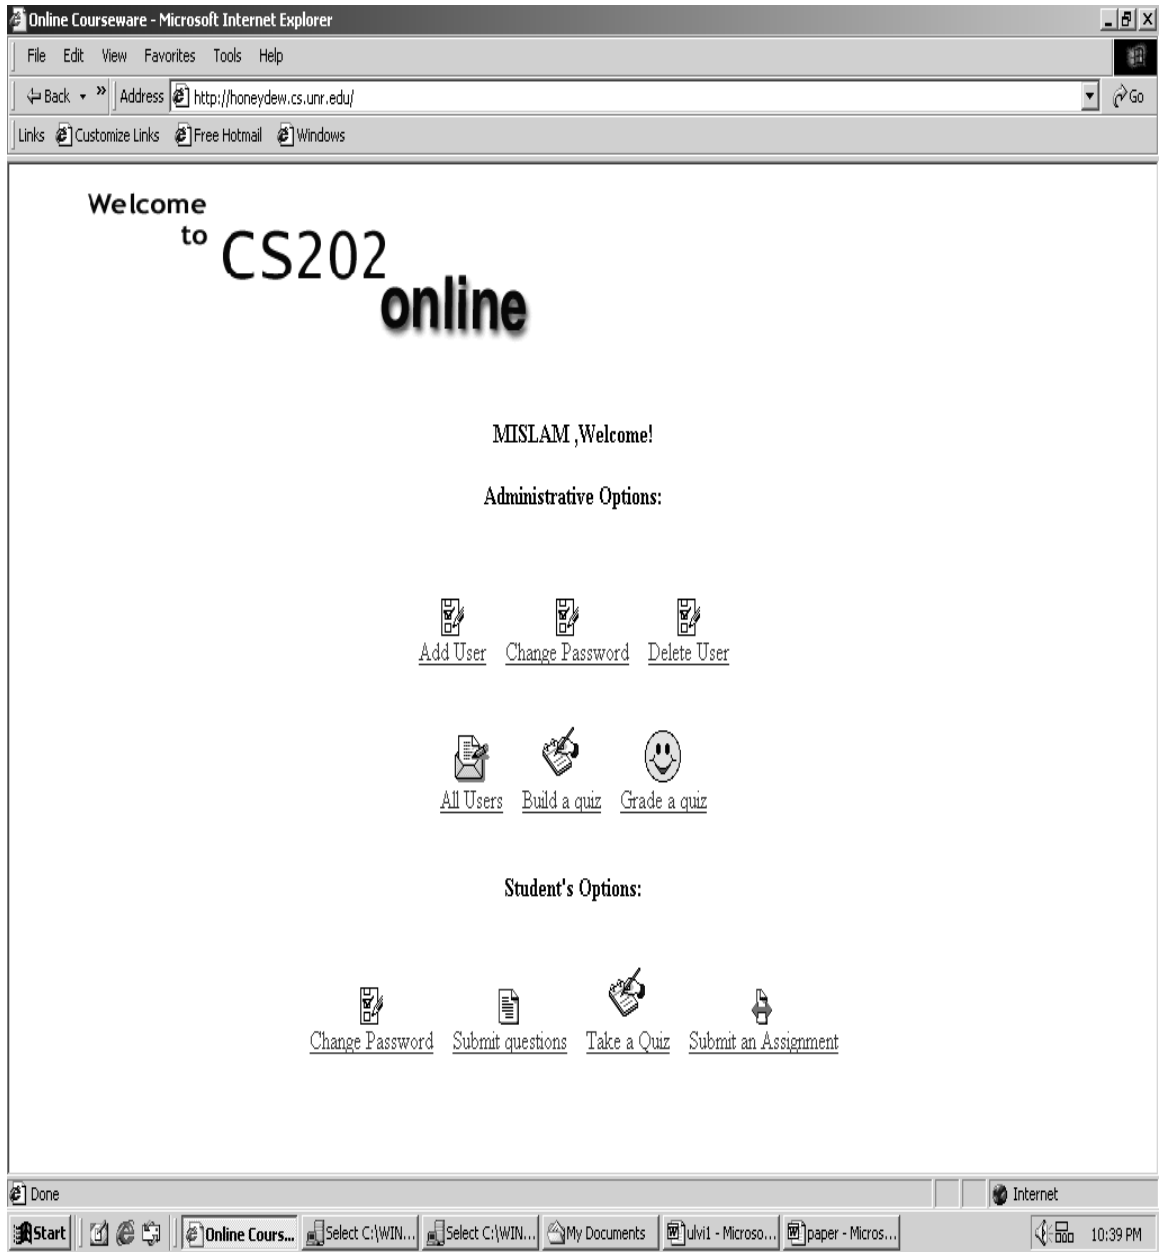 Online Courseware - Microsoft Internet Explorer
File Edit View Favorites Tools Help
Back » Address http://honeydew.cs.unr.edu/ Go
Links Customize Links Free Hotmail Windows
Welcome
to CS202
online
MISLAM ,Welcome!
Administrative Options:
Add User Change Password Delete User
All Users Build a quiz Grade a quiz
Student's Options:
Change Password Submit questions Take a Quiz Submit an Assignment
Done Internet
Start Online Cours... Select C:\WIN... Select C:\WIN... My Documents ulvi1 - Microso... paper - Micros... 10:39 PM